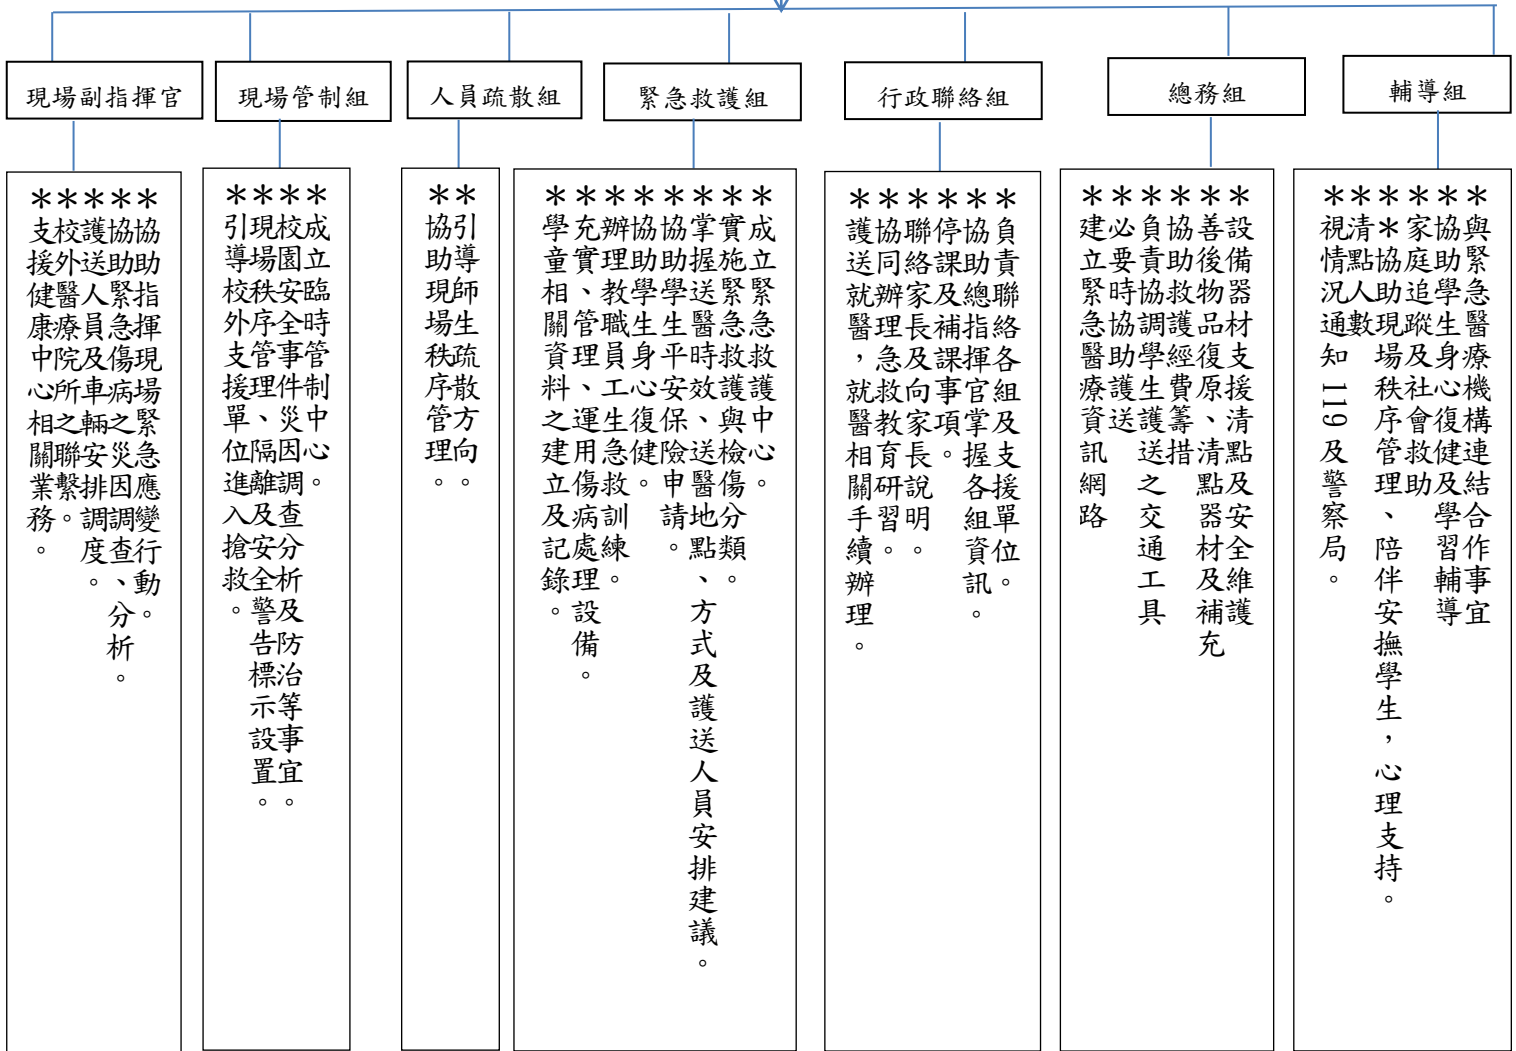 現場副指揮官
現場管制組
人員疏散組
緊急救護組
行政聯絡組
總務組
輔導組
＊協助指揮現場緊急應變行動。
＊協助緊急傷病之災因調查、分析。
＊護送人員及車輛安排調度。
＊校外醫療院所之聯繫。
＊支援健康中心相關業務。
＊成立臨時管制中心。
＊校園安全事件災因調查分析及防治等事宜。
＊現場秩序管理、隔離及安全警告標示設置。
＊引導校外支援單位進入搶救。
＊引導師生疏散方向。
＊協助現場秩序管理。
＊成立緊急救護中心。
＊實施緊急救護與檢傷分類。
＊掌握送醫時效、送醫地點、方式及護送人員安排建議。
＊協助學生平安保險申請。
＊協助學生身心復健。
＊辦理教職員工生急救訓練。
＊充實、管理、運用傷病處理設備。
＊學童相關資料之建立及記錄。
＊負責聯絡各組及支援單位。
＊協助總指揮官掌握各組資訊。
＊停課及補課事項。
＊聯絡家長及向家長說明。
＊協同辦理急救教育研習。
＊護送就醫，就醫相關手續辦理。
＊設備器材支援清點及安全維護
＊善後物品復原、清點器材及補充
＊協助救護經費籌措
＊負責協調學生護送之交通工具
＊必要時協助護送
＊建立緊急醫療資訊網路
＊與緊急醫療機構連結合作事宜
＊協助學生身心復健及學習輔導
＊家庭追蹤及社會救助
＊＊協助現場秩序管理、陪伴安撫學生，心理支持。
＊清點人數
＊視情況通知 119 及警察局。